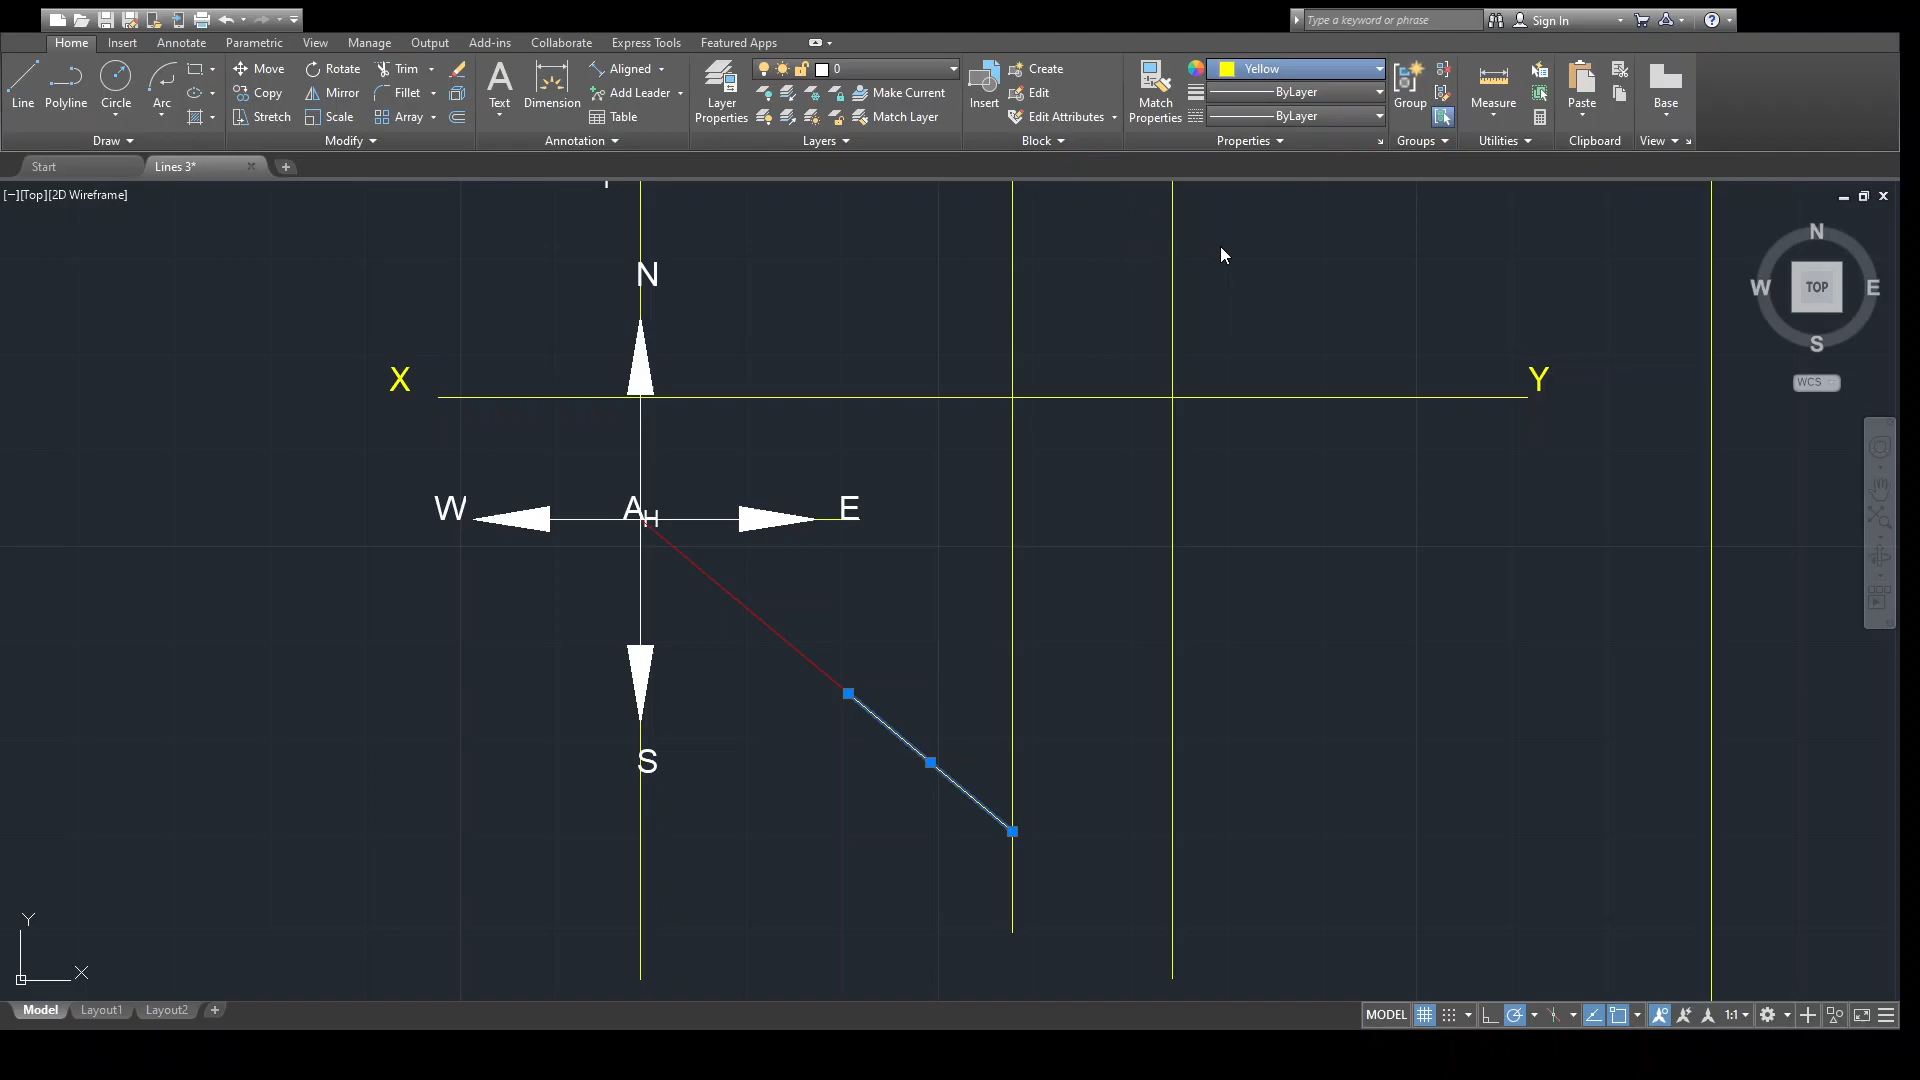 Type a keyword or phrase
Sign In
Home Insert Annotate Parametric View Manage Output Add-ins Collaborate Express Tools Featured Apps
Line Polyline Circle Arc
Move Rotate Trim
Copy Mirror Fillet
Stretch Scale Array
Text Dimension
Aligned
Add Leader
Table
Layer Properties
0
Make Current
Match Layer
Insert
Create
Edit
Edit Attributes
Match Properties
Yellow
ByLayer
ByLayer
Group
Measure
Paste
Base
Draw Modify Annotation Layers Block Properties Groups Utilities Clipboard View
Start Lines 3*
[−][Top][2D Wireframe]
N
N
W TOP E
S
X Y
WCS
W A H E
S
Y
X
Model Layout1 Layout2
MODEL 1:1